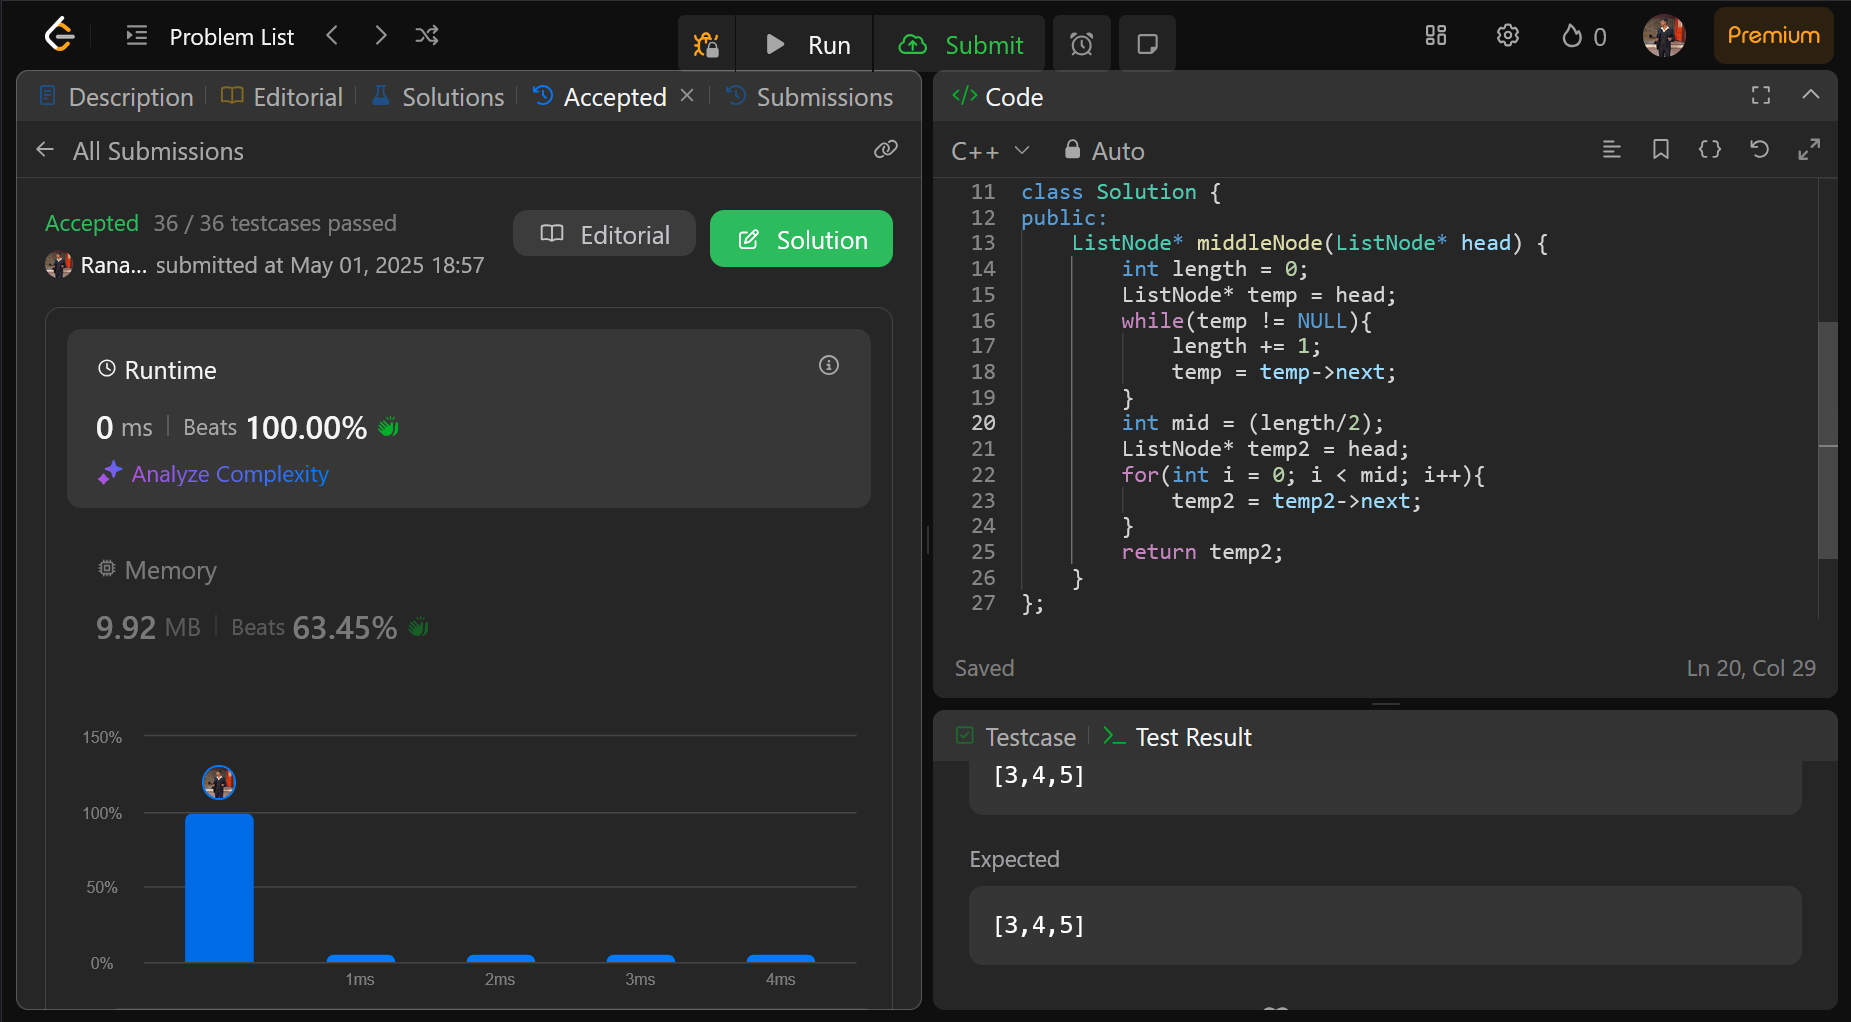 Problem List
Run
Submit
0
Premium
Description
Editorial
Solutions
Accepted
Submissions
All Submissions
Accepted 36 / 36 testcases passed
Rana... submitted at May 01, 2025 18:57
Editorial
Solution
Runtime
0 ms Beats 100.00%
Analyze Complexity
Memory
9.92 MB Beats 63.45%
150%
100%
50%
0%
1ms 2ms 3ms 4ms
</> Code
C++ Auto
11 class Solution {
12 public:
13 ListNode* middleNode(ListNode* head) {
14 int length = 0;
15 ListNode* temp = head;
16 while(temp != NULL){
17 length += 1;
18 temp = temp->next;
19 }
20 int mid = (length/2);
21 ListNode* temp2 = head;
22 for(int i = 0; i < mid; i++){
23 temp2 = temp2->next;
24 }
25 return temp2;
26 }
27 };
Saved
Ln 20, Col 29
Testcase
Test Result
[3,4,5]
Expected
[3,4,5]